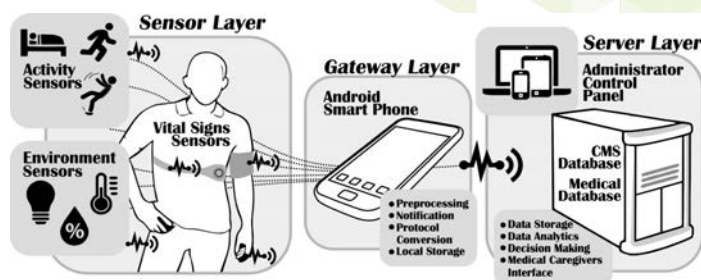 Sensor Layer
Activity
Sensors
Environment
Sensors
%
Vital Signs
Sensors
Gateway Layer
Android
Smart Phone
• Preprocessing
• Notification
• Protocol
Conversion
• Local Storage
Server Layer
Administrator
Control
Panel
CMS
Database
Medical
Database
• Data Storage
• Data Analytics
• Decision Making
• Medical Caregivers
Interface